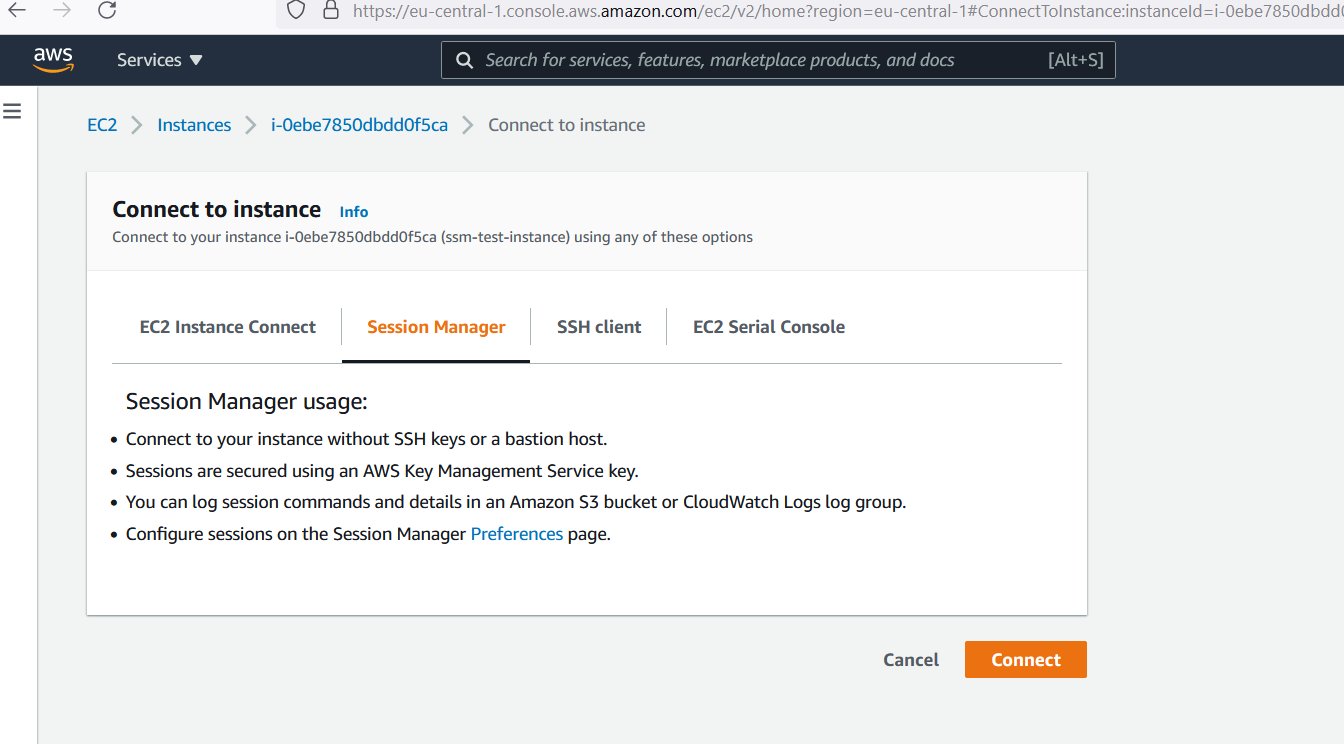 https://eu-central-1.console.aws.amazon.com/ec2/v2/home?region=eu-central-1#ConnectToInstance:instanceId=i-0ebe7850dbdd
aws
Services
Search for services, features, marketplace products, and docs
[Alt+S]
EC2
Instances
i-0ebe7850dbdd0f5ca
Connect to instance
Connect to instance Info
Connect to your instance i-0ebe7850dbdd0f5ca (ssm-test-instance) using any of these options
EC2 Instance Connect
Session Manager
SSH client
EC2 Serial Console
Session Manager usage:
• Connect to your instance without SSH keys or a bastion host.
• Sessions are secured using an AWS Key Management Service key.
• You can log session commands and details in an Amazon S3 bucket or CloudWatch Logs log group.
• Configure sessions on the Session Manager Preferences page.
Cancel
Connect